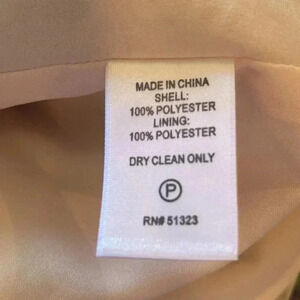 MADE IN CHINA
SHELL:
100% POLYESTER
LINING:
100% POLYESTER
DRY CLEAN ONLY
P
RN# 51323